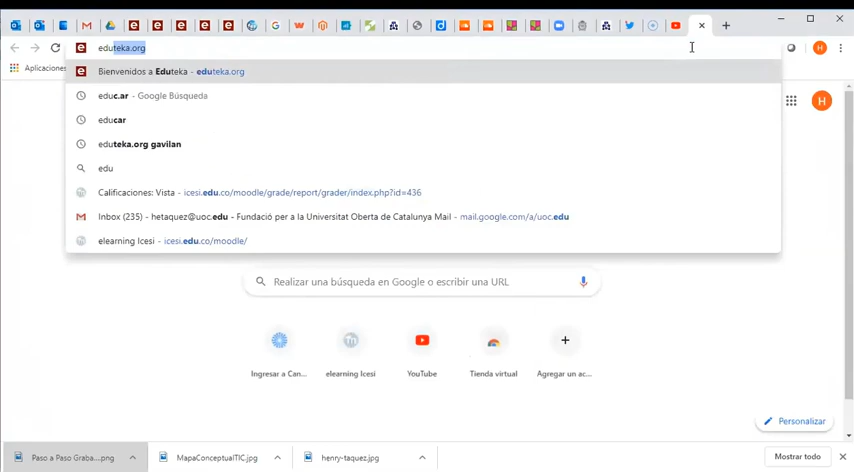 eduteka.org
Aplicaciones
H
Bienvenidos a Eduteka - eduteka.org
educ.ar - Google Búsqueda
educar
eduteka.org gavilan
edu
Calificaciones: Vista - icesi.edu.co/moodle/grade/report/grader/index.php?id=436
Inbox (235) - hetaquez@uoc.edu - Fundació per a la Universitat Oberta de Catalunya Mail - mail.google.com/a/uoc.edu
elearning Icesi - icesi.edu.co/moodle/
H
Realizar una búsqueda en Google o escribir una URL
Ingresar a Can... elearning Icesi YouTube Tienda virtual Agregar un ac...
Personalizar
Paso a Paso Graba....png MapaConceptualTIC.jpg henry-taquez.jpg Mostrar todo